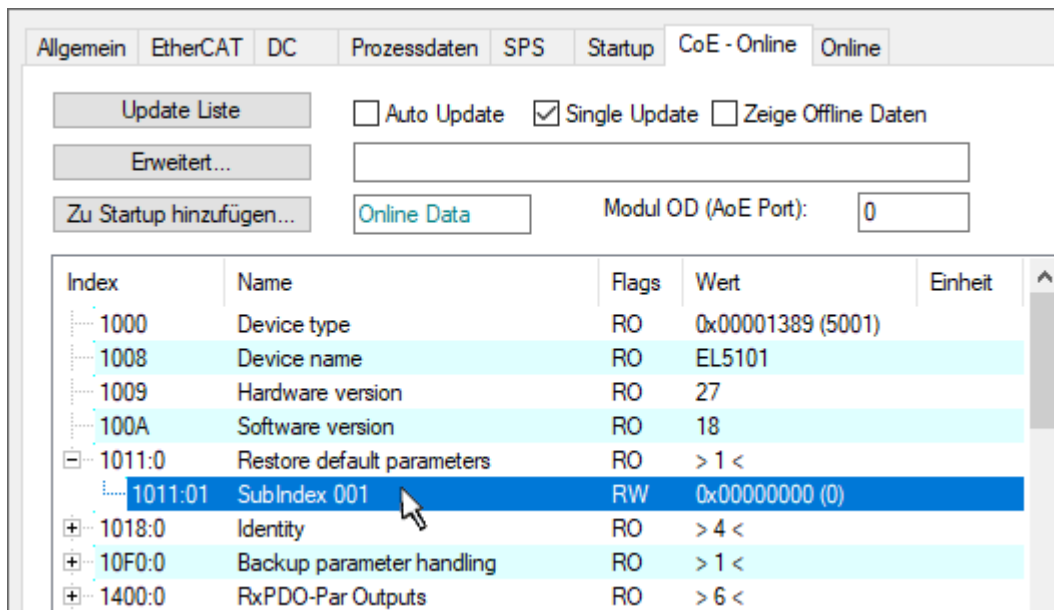 Allgemein EtherCAT DC Prozessdaten SPS Startup CoE - Online Online
Update Liste Auto Update Single Update Zeige Offline Daten
Erweitert...
Zu Startup hinzufügen... Online Data Modul OD (AoE Port): 0
Index Name Flags Wert Einheit
1000 Device type RO 0x00001389 (5001)
1008 Device name RO EL5101
1009 Hardware version RO 27
100A Software version RO 18
1011:0 Restore default parameters RO > 1 <
1011:01 SubIndex 001 RW 0x00000000 (0)
1018:0 Identity RO > 4 <
10F0:0 Backup parameter handling RO > 1 <
1400:0 RxPDO-Par Outputs RO > 6 <